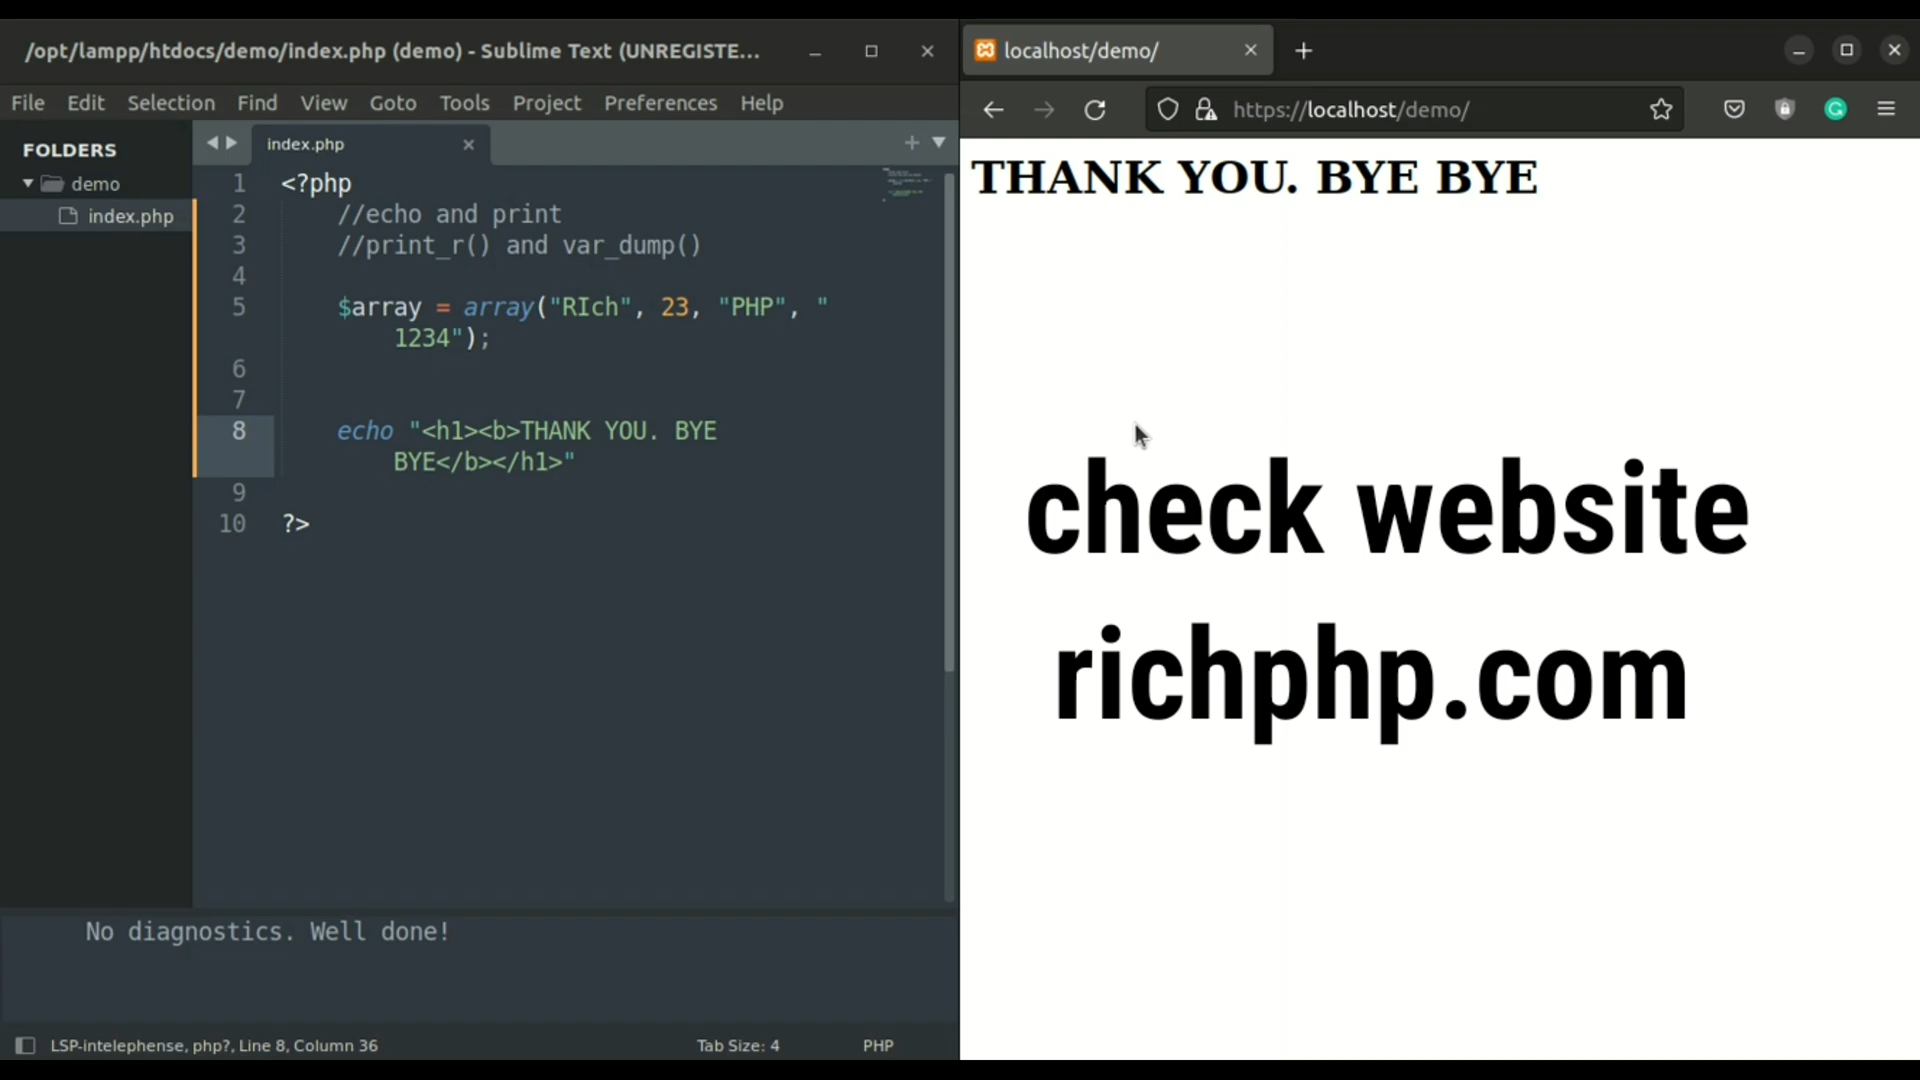 /opt/lampp/htdocs/demo/index.php (demo) - Sublime Text (UNREGISTE...
File Edit Selection Find View Goto Tools Project Preferences Help
FOLDERS
demo
index.php
index.php
1 <?php
2 //echo and print
3 //print_r() and var_dump()
4
5 $array = array("RIch", 23, "PHP", "
1234");
6
7
8 echo "<h1><b>THANK YOU. BYE
BYE</b></h1>"
9
10 ?>
No diagnostics. Well done!
LSP-intelephense, php?, Line 8, Column 36 Tab Size: 4 PHP
localhost/demo/
https://localhost/demo/
THANK YOU. BYE BYE
check website
richphp.com